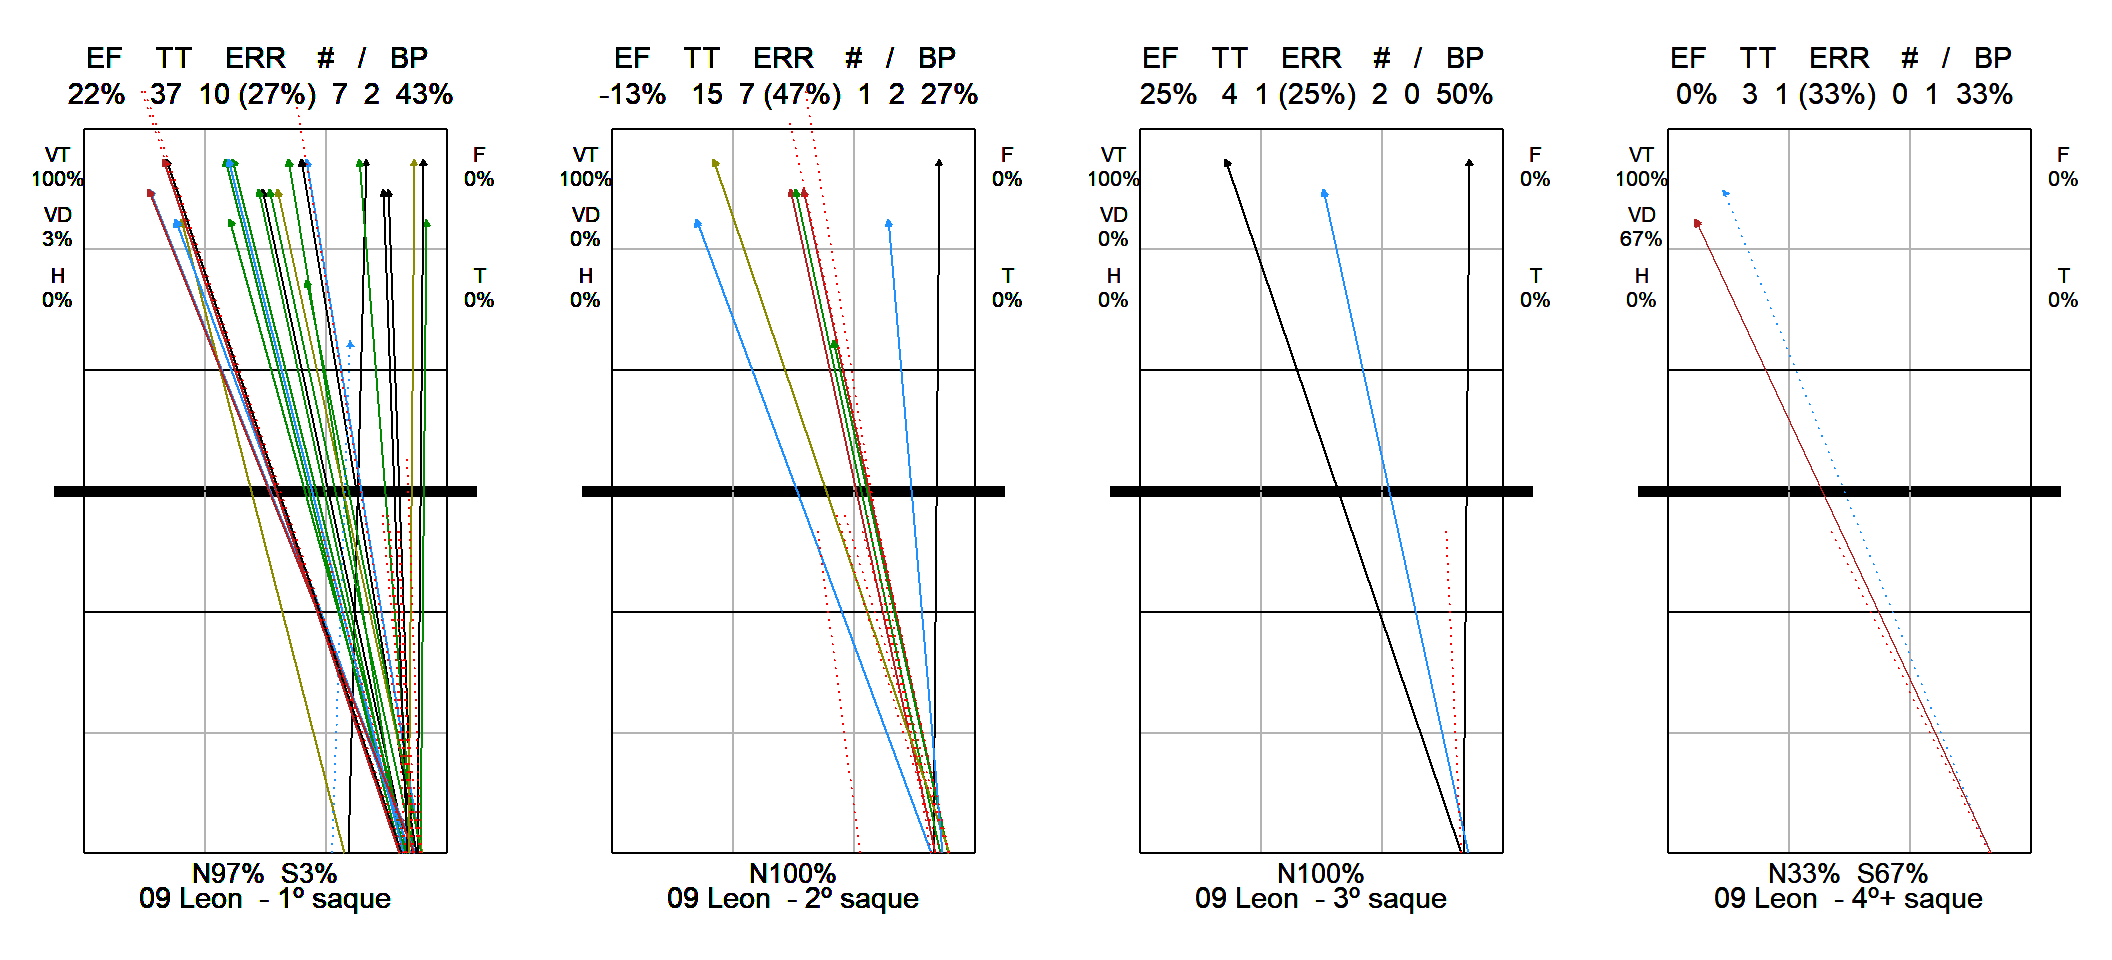 EF TT ERR # / BP
22% 37 10 (27%) 7 2 43%
VT
100%
VD
3%
H
0%
F
0%
T
0%
N97% S3%
09 Leon - 1º saque
EF TT ERR # / BP
-13% 15 7 (47%) 1 2 27%
VT
100%
VD
0%
H
0%
F
0%
T
0%
N100%
09 Leon - 2º saque
EF TT ERR # / BP
25% 4 1 (25%) 2 0 50%
VT
100%
VD
0%
H
0%
F
0%
T
0%
N100%
09 Leon - 3º saque
EF TT ERR # / BP
0% 3 1 (33%) 0 1 33%
VT
100%
VD
67%
H
0%
F
0%
T
0%
N33% S67%
09 Leon - 4º+ saque